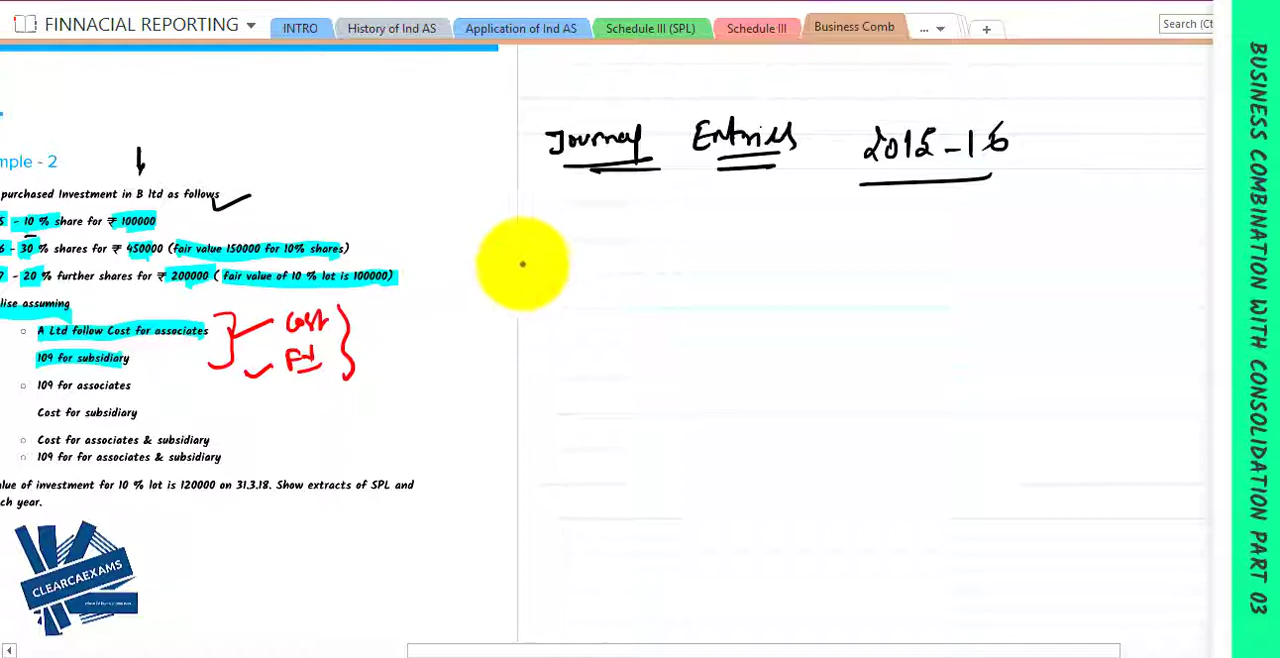 FINNACIAL REPORTING
INTRO
History of Ind AS
Application of Ind AS
Schedule III (SPL)
Schedule III
Business Comb
...
+
Search (Ct
mple - 2
purchased Investment in B ltd as follows
5 - 10 % share for ₹ 100000
6 - 30 % shares for ₹ 450000 (fair value 150000 for 10% shares)
7 - 20 % further shares for ₹ 200000 ( fair value of 10 % lot is 100000)
lise assuming
A Ltd follow Cost for associates
109 for subsidiary
109 for associates
Cost for subsidiary
Cost for associates & subsidiary
109 for for associates & subsidiary
alue of investment for 10 % lot is 120000 on 31.3.18. Show extracts of SPL and
ch year.
Cost
CLEARCAEXAMS
Journal Entries 2015-16
BUSINESS COMBINATION WITH CONSOLIDATION PART 03